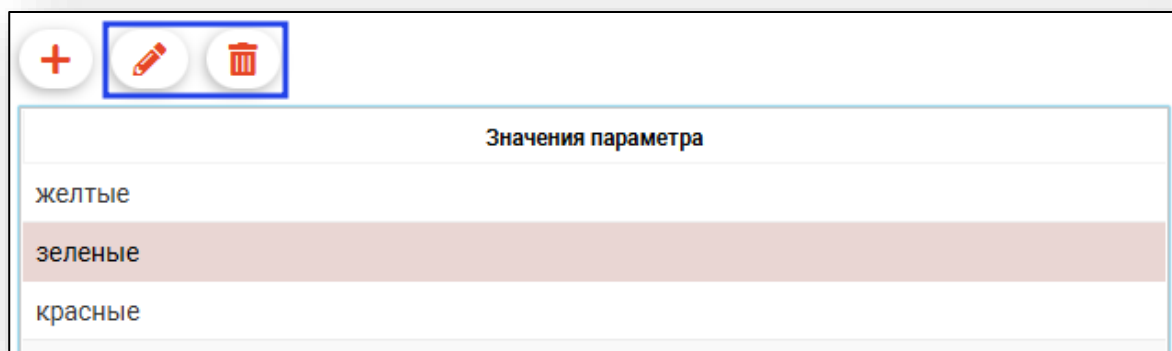 Значения параметра
желтые
зеленые
красные